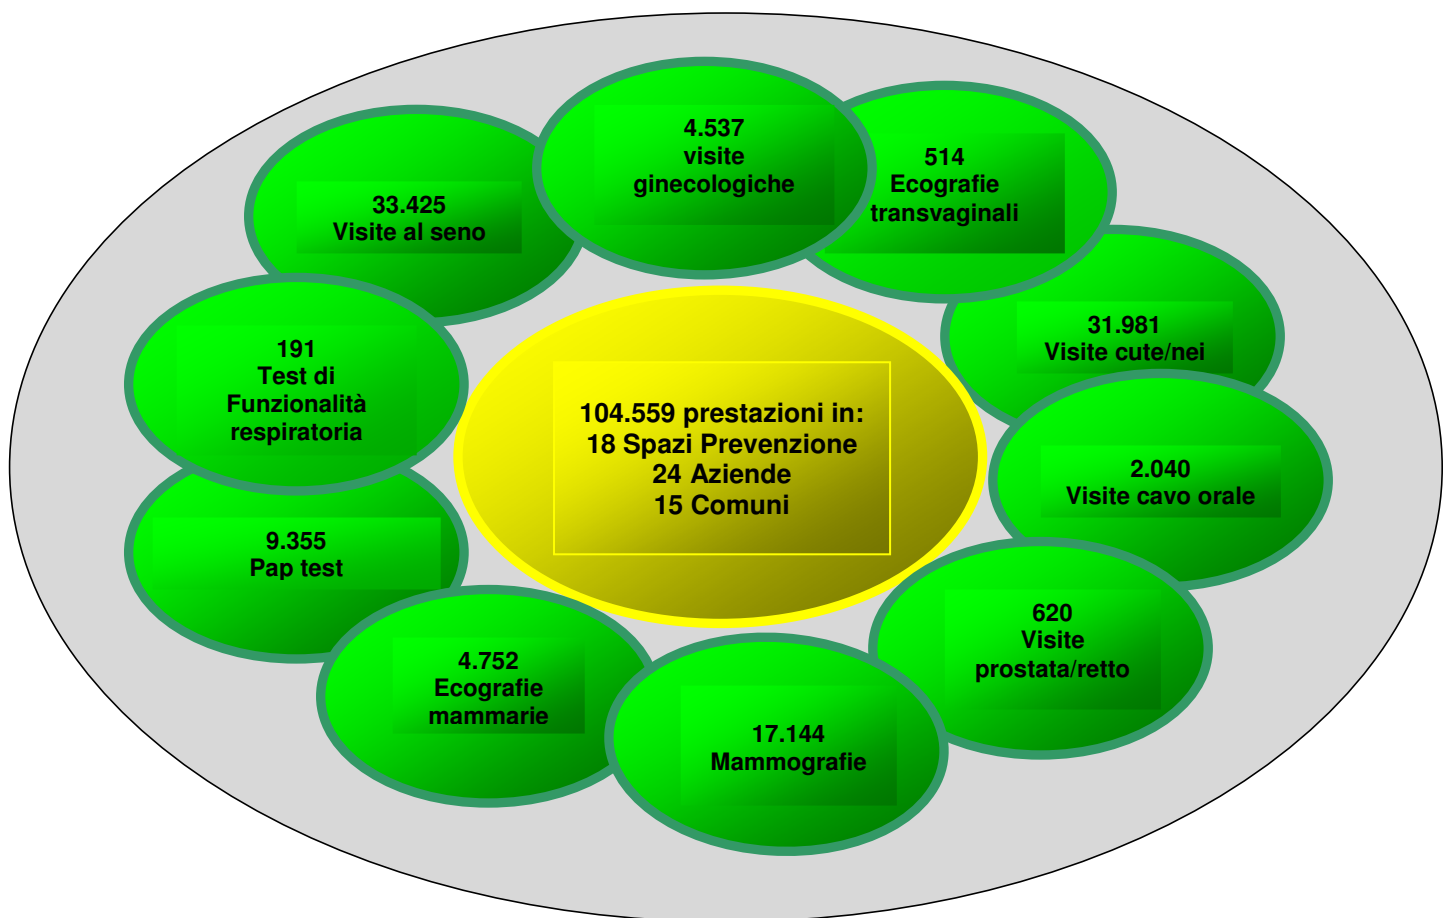 4.537
visite
ginecologiche
514
Ecografie
transvaginali
33.425
Visite al seno
31.981
Visite cute/nei
191
Test di
Funzionalità
respiratoria
104.559 prestazioni in:
18 Spazi Prevenzione
24 Aziende
15 Comuni
2.040
Visite cavo orale
9.355
Pap test
620
Visite
prostata/retto
4.752
Ecografie
mammarie
17.144
Mammografie